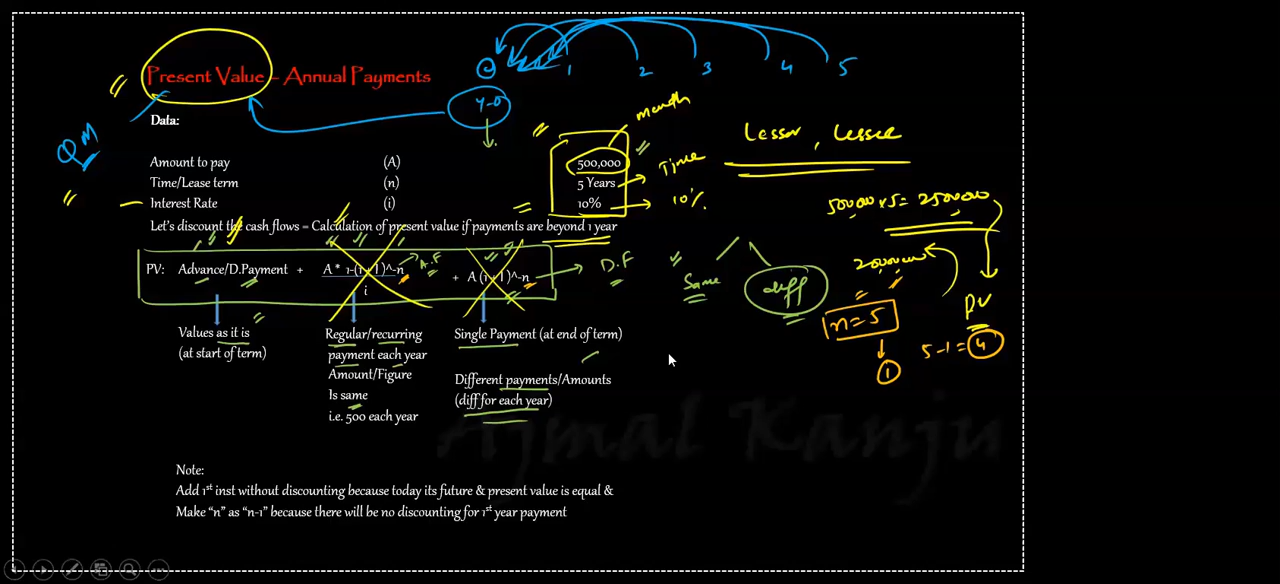 0 1 2 3 4 5
Present Value - Annual Payments
Y-0
month
QM
Data:
Lessor, Lessee
Amount to pay (A) 500,000
Time
Time/Lease term (n) 5 Years
Interest Rate (i) 10% 10%
500000 x 5 = 2500000
Let's discount the cash flows = Calculation of present value if payments are beyond 1 year
PV: Advance/D.Payment + A * 1-(1+i)^-n + A (1+i)^-n
i
A.F
D.F
Same diff
PV
n=5
5-1=4
1
Values as it is
(at start of term)
Regular/recurring
payment each year
Amount/Figure
Is same
i.e. 500 each year
Single Payment (at end of term)
Different payments/Amounts
(diff for each year)
Ajmal Kanju
Note:
Add 1st inst without discounting because today its future & present value is equal &
Make "n" as "n-1" because there will be no discounting for 1st year payment